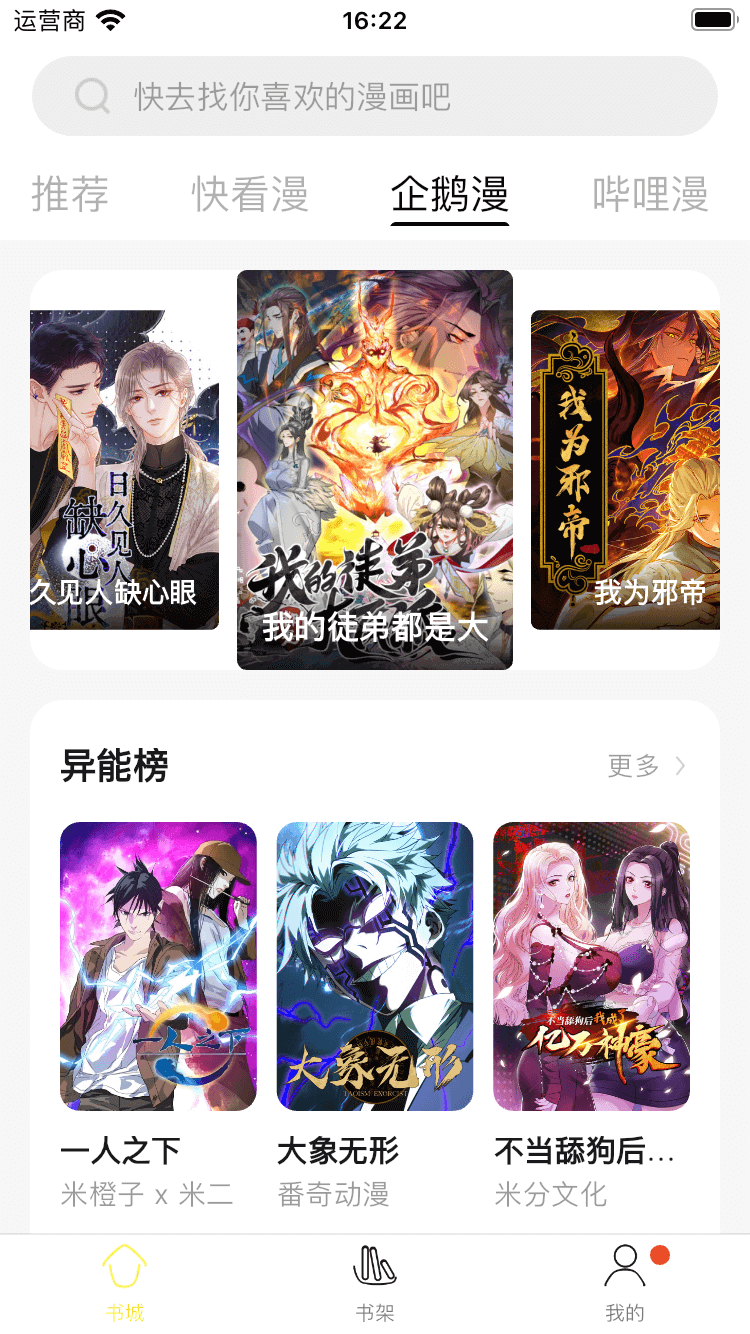 运营商
16:22
快去找你喜欢的漫画吧
推荐
快看漫
企鹅漫
哔哩漫
日久见人
缺心眼
久见人缺心眼
我的徒弟
我的徒弟都是大
我为邪帝
我为邪帝
异能榜
更多
一人之下
大象无形
TAOISM EXORCIST
不当舔狗后我成了
亿万神豪
一人之下
大象无形
不当舔狗后…
米橙子 x 米二
番奇动漫
米分文化
书城
书架
我的